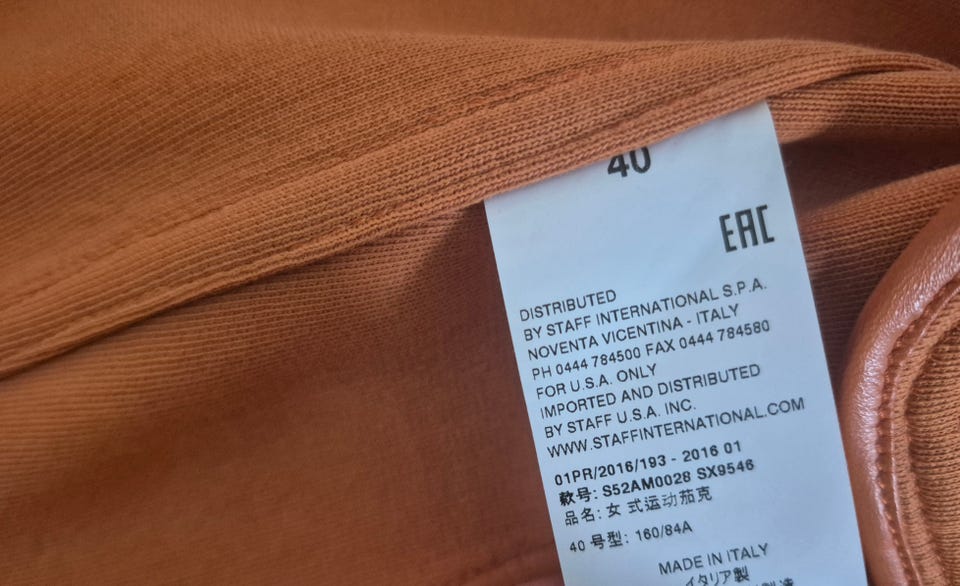 40
EAC
DISTRIBUTED
BY STAFF INTERNATIONAL S.P.A.
NOVENTA VICENTINA - ITALY
PH 0444 784500 FAX 0444 784580
FOR U.S.A. ONLY
IMPORTED AND DISTRIBUTED
BY STAFF U.S.A. INC.
WWW.STAFFINTERNATIONAL.COM
01PR/2016/193 - 2016 01
款号: S52AM0028 SX9546
品名: 女 式运动茄克
40 号型: 160/84A
MADE IN ITALY
イタリア製